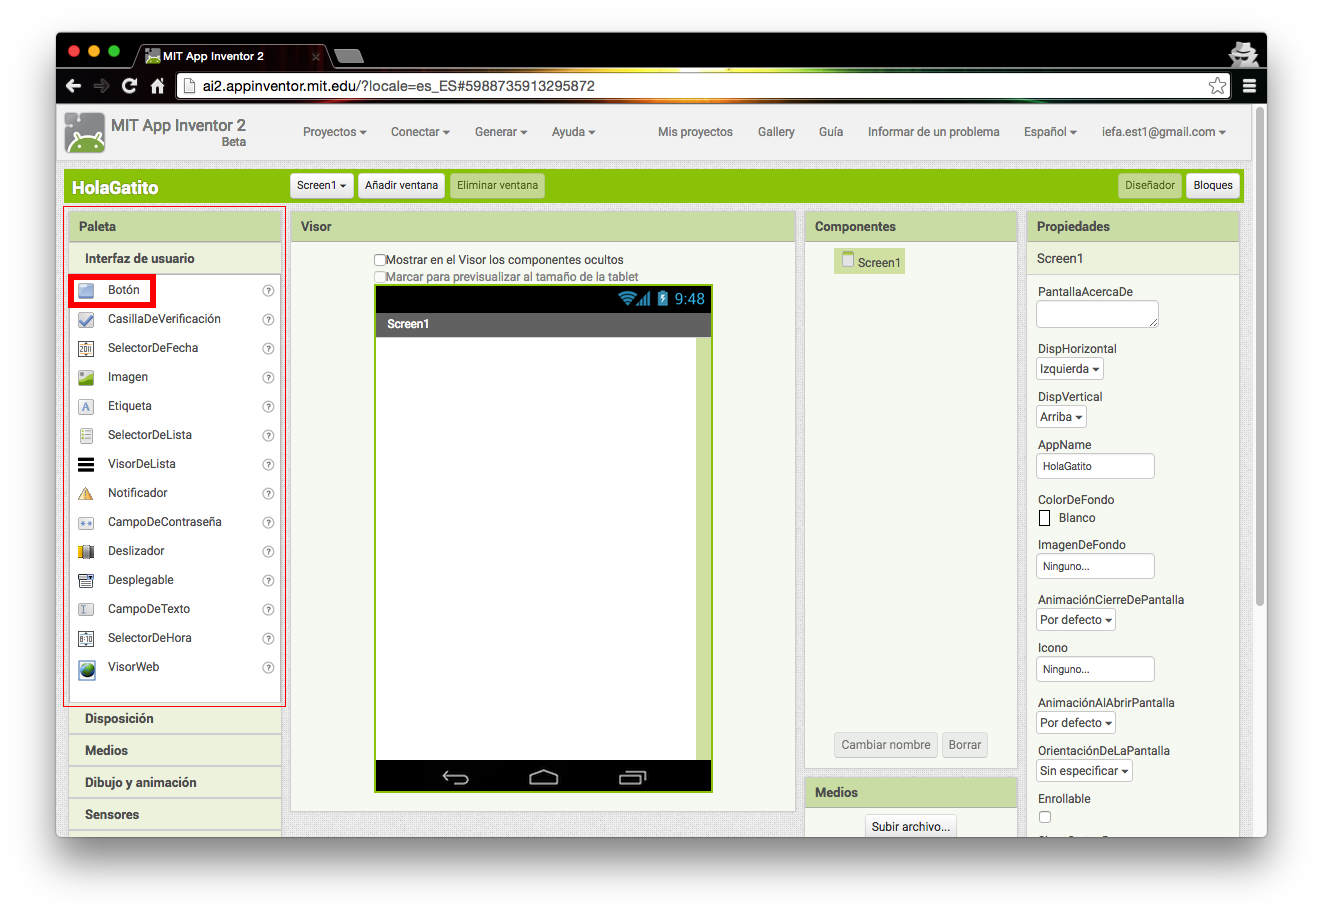 MIT App Inventor 2
ai2.appinventor.mit.edu/?locale=es_ES#5988735913295872
MIT App Inventor 2
Beta
Proyectos
Conectar
Generar
Ayuda
Mis proyectos
Gallery
Guía
Informar de un problema
Español
iefa.est1@gmail.com
HolaGatito
Screen1
Añadir ventana
Eliminar ventana
Diseñador
Bloques
Paleta
Interfaz de usuario
Botón ?
CasillaDeVerificación ?
2011
SelectorDeFecha ?
Imagen ?
A Etiqueta ?
SelectorDeLista ?
VisorDeLista ?
Notificador ?
** CampoDeContraseña ?
Deslizador ?
Desplegable ?
CampoDeTexto ?
8:10 SelectorDeHora ?
VisorWeb ?
Disposición
Medios
Dibujo y animación
Sensores
Visor
Mostrar en el Visor los componentes ocultos
Marcar para previsualizar al tamaño de la tablet
9:48
Screen1
Componentes
Screen1
Cambiar nombre
Borrar
Medios
Subir archivo...
Propiedades
Screen1
PantallaAcercaDe
DispHorizontal
Izquierda
DispVertical
Arriba
AppName
HolaGatito
ColorDeFondo
Blanco
ImagenDeFondo
Ninguno...
AnimaciónCierreDePantalla
Por defecto
Icono
Ninguno...
AnimaciónAlAbrirPantalla
Por defecto
OrientaciónDeLaPantalla
Sin especificar
Enrollable